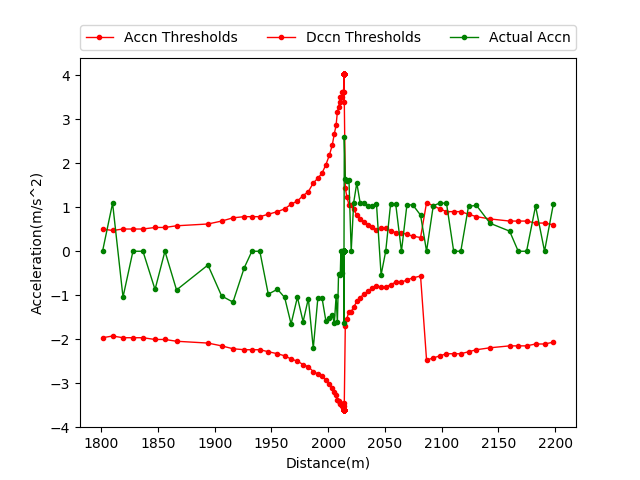 Accn Thresholds Dccn Thresholds Actual Accn
4
3
2
1
0
−1
−2
−3
−4
Acceleration(m/s^2)
1800 1850 1900 1950 2000 2050 2100 2150 2200
Distance(m)